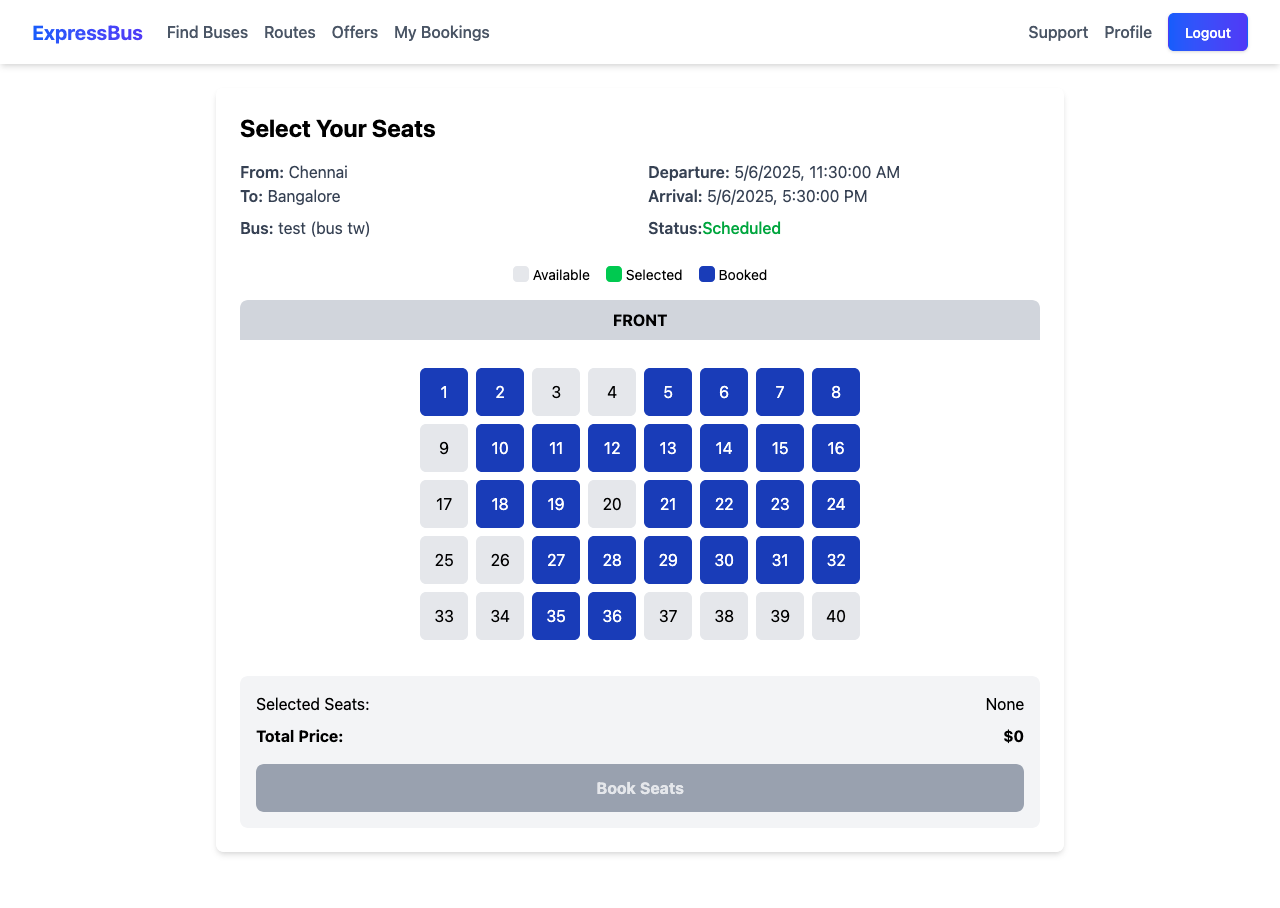 ExpressBus Find Buses Routes Offers My Bookings Support Profile Logout
Select Your Seats
From: Chennai
To: Bangalore
Departure: 5/6/2025, 11:30:00 AM
Arrival: 5/6/2025, 5:30:00 PM
Bus: test (bus tw)
Status:Scheduled
Available Selected Booked
FRONT
1 2 3 4 5 6 7 8
9 10 11 12 13 14 15 16
17 18 19 20 21 22 23 24
25 26 27 28 29 30 31 32
33 34 35 36 37 38 39 40
Selected Seats: None
Total Price: $0
Book Seats